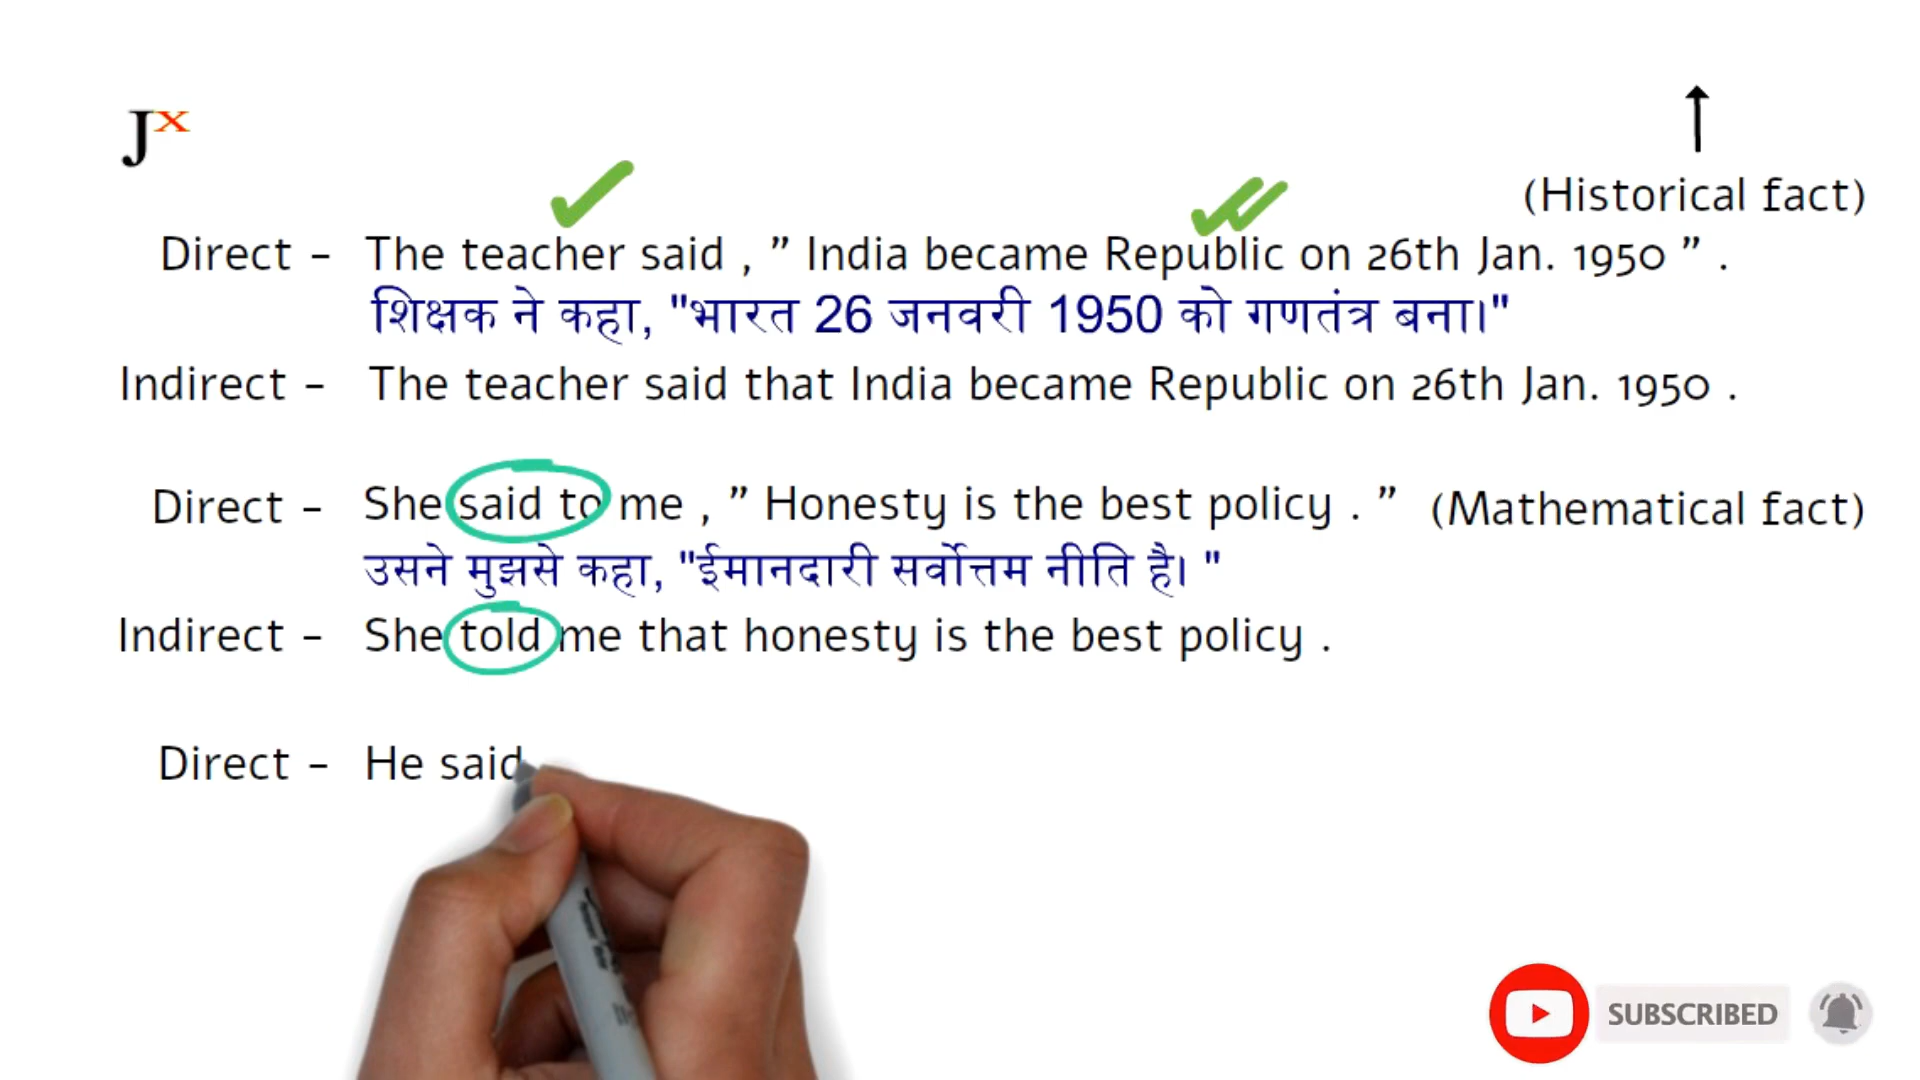 Jx
(Historical fact)
Direct - The teacher said , ” India became Republic on 26th Jan. 1950 ” .
शिक्षक ने कहा, "भारत 26 जनवरी 1950 को गणतंत्र बना।"
Indirect - The teacher said that India became Republic on 26th Jan. 1950 .
Direct - She said to me , ” Honesty is the best policy . ” (Mathematical fact)
उसने मुझसे कहा, "ईमानदारी सर्वोत्तम नीति है। "
Indirect - She told me that honesty is the best policy .
Direct - He said
SUBSCRIBED